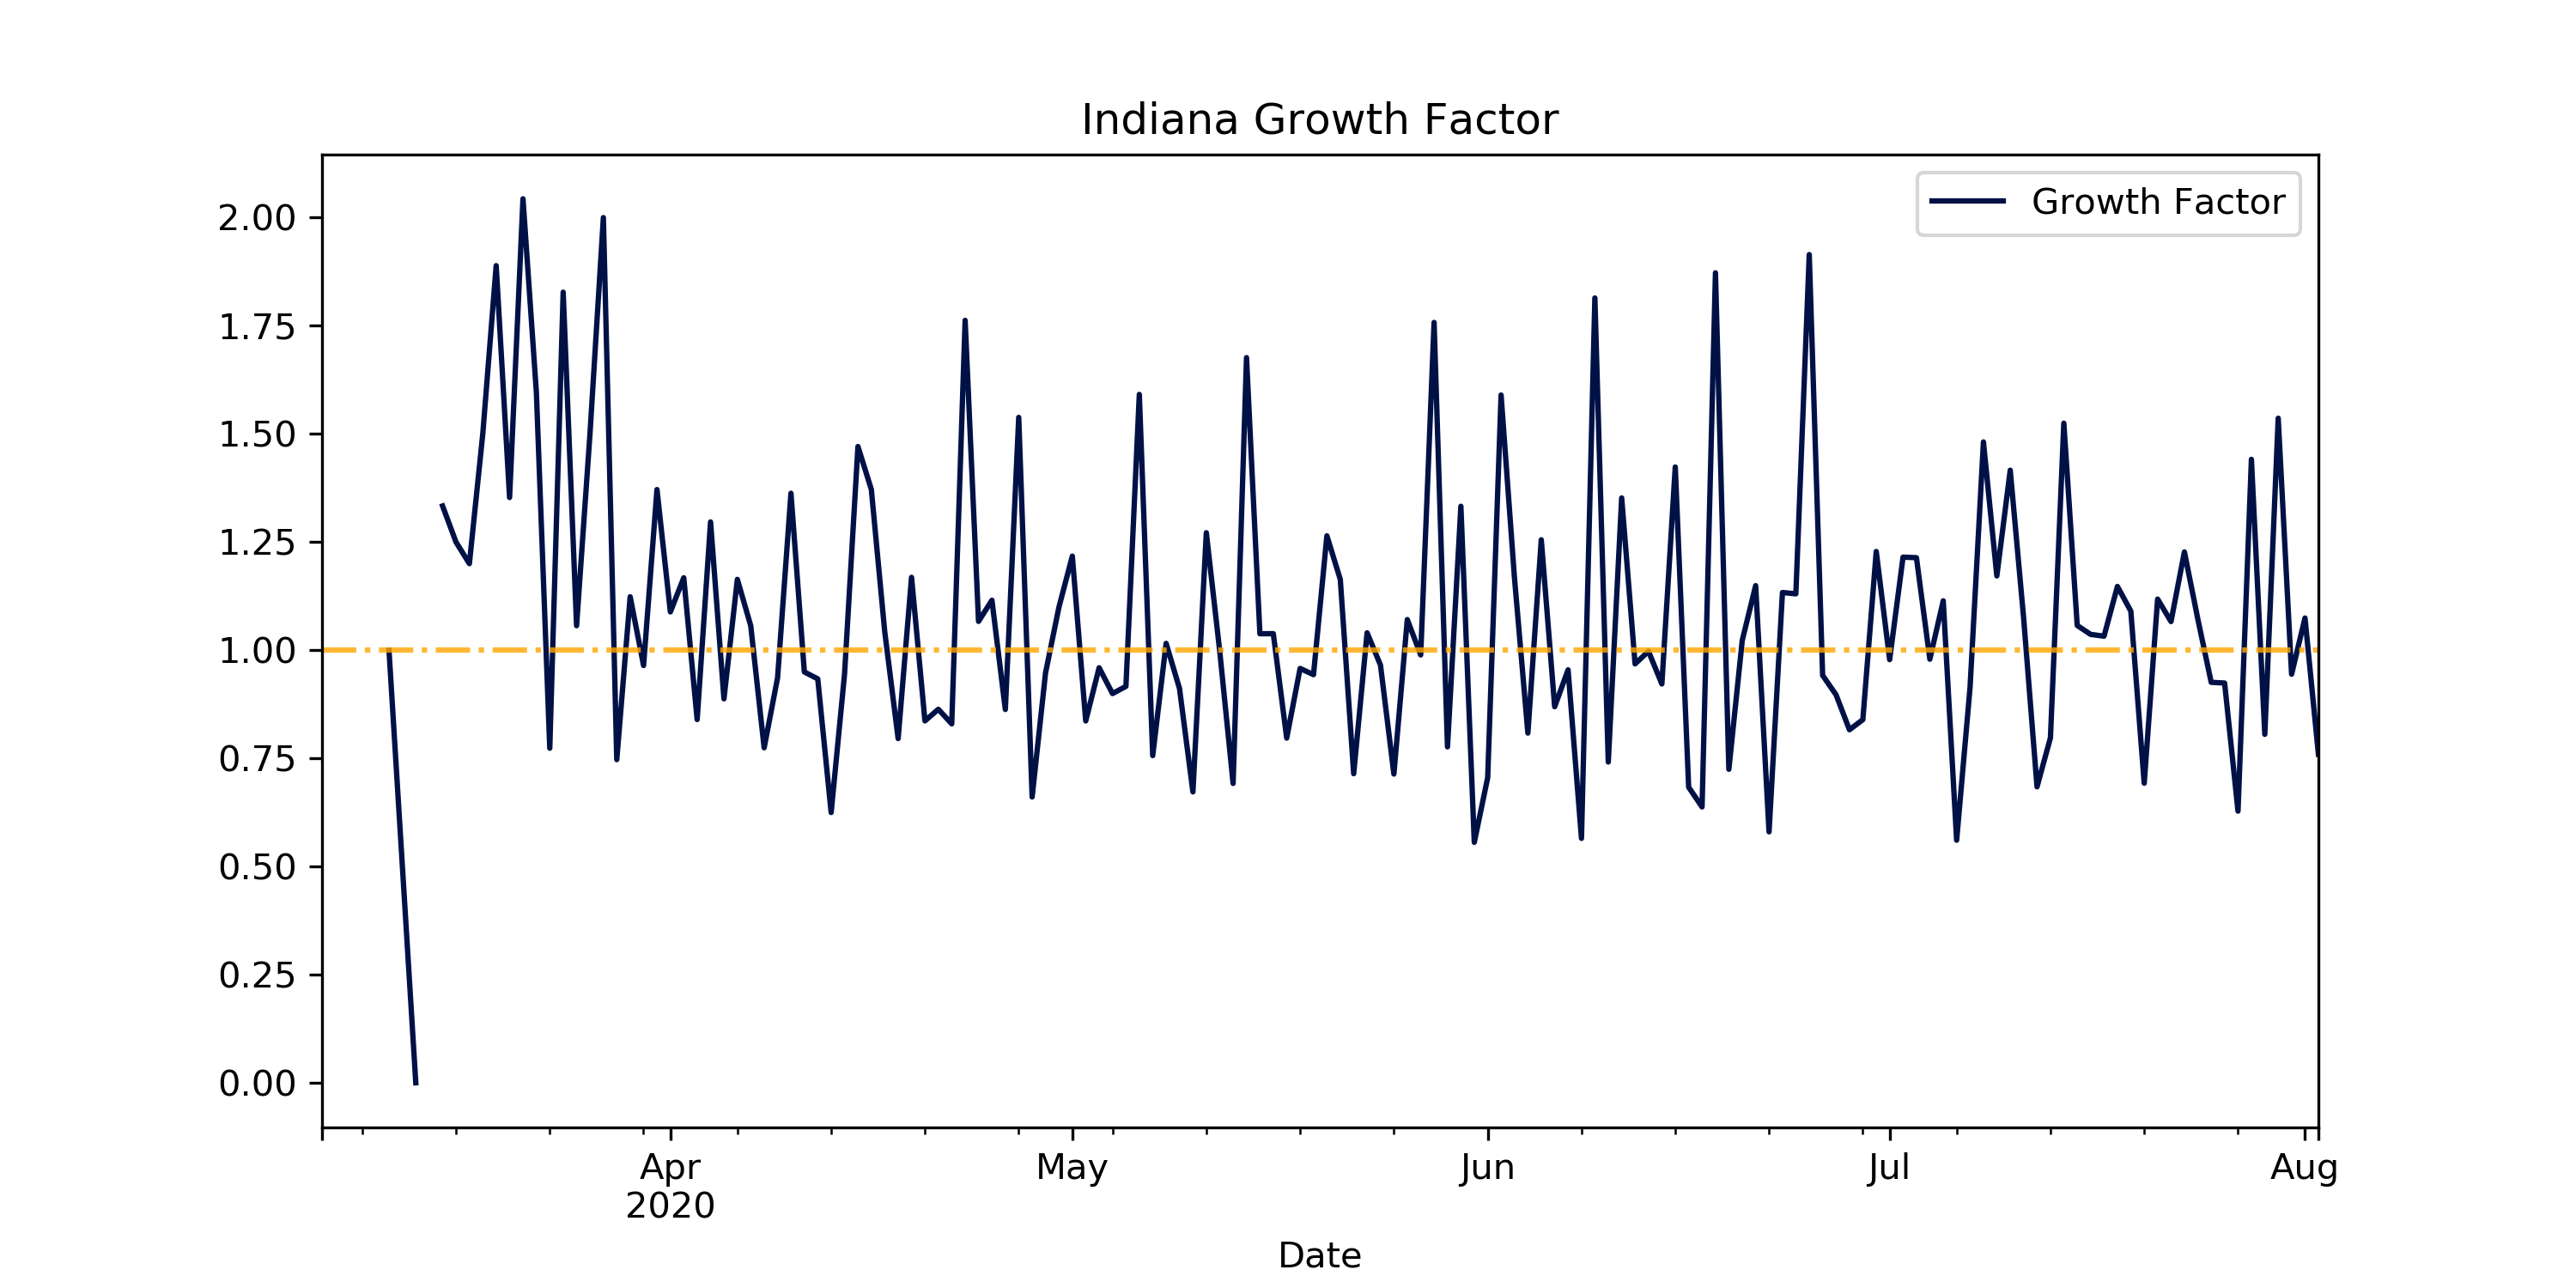 Indiana Growth Factor
Growth Factor
2.00
1.75
1.50
1.25
1.00
0.75
0.50
0.25
0.00
Apr
2020
May
Jun
Jul
Aug
Date